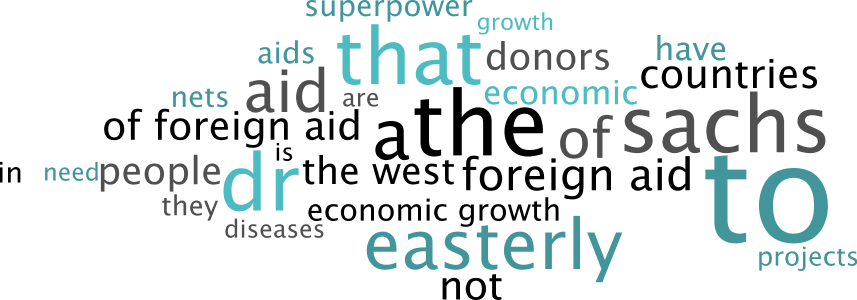 superpower
growth
aids
that
donors
have
countries
nets
aid
are
economic
of foreign aid
a
the
of
sachs
is
in
need
people
dr
the west
foreign aid
to
they
economic growth
diseases
easterly
projects
not